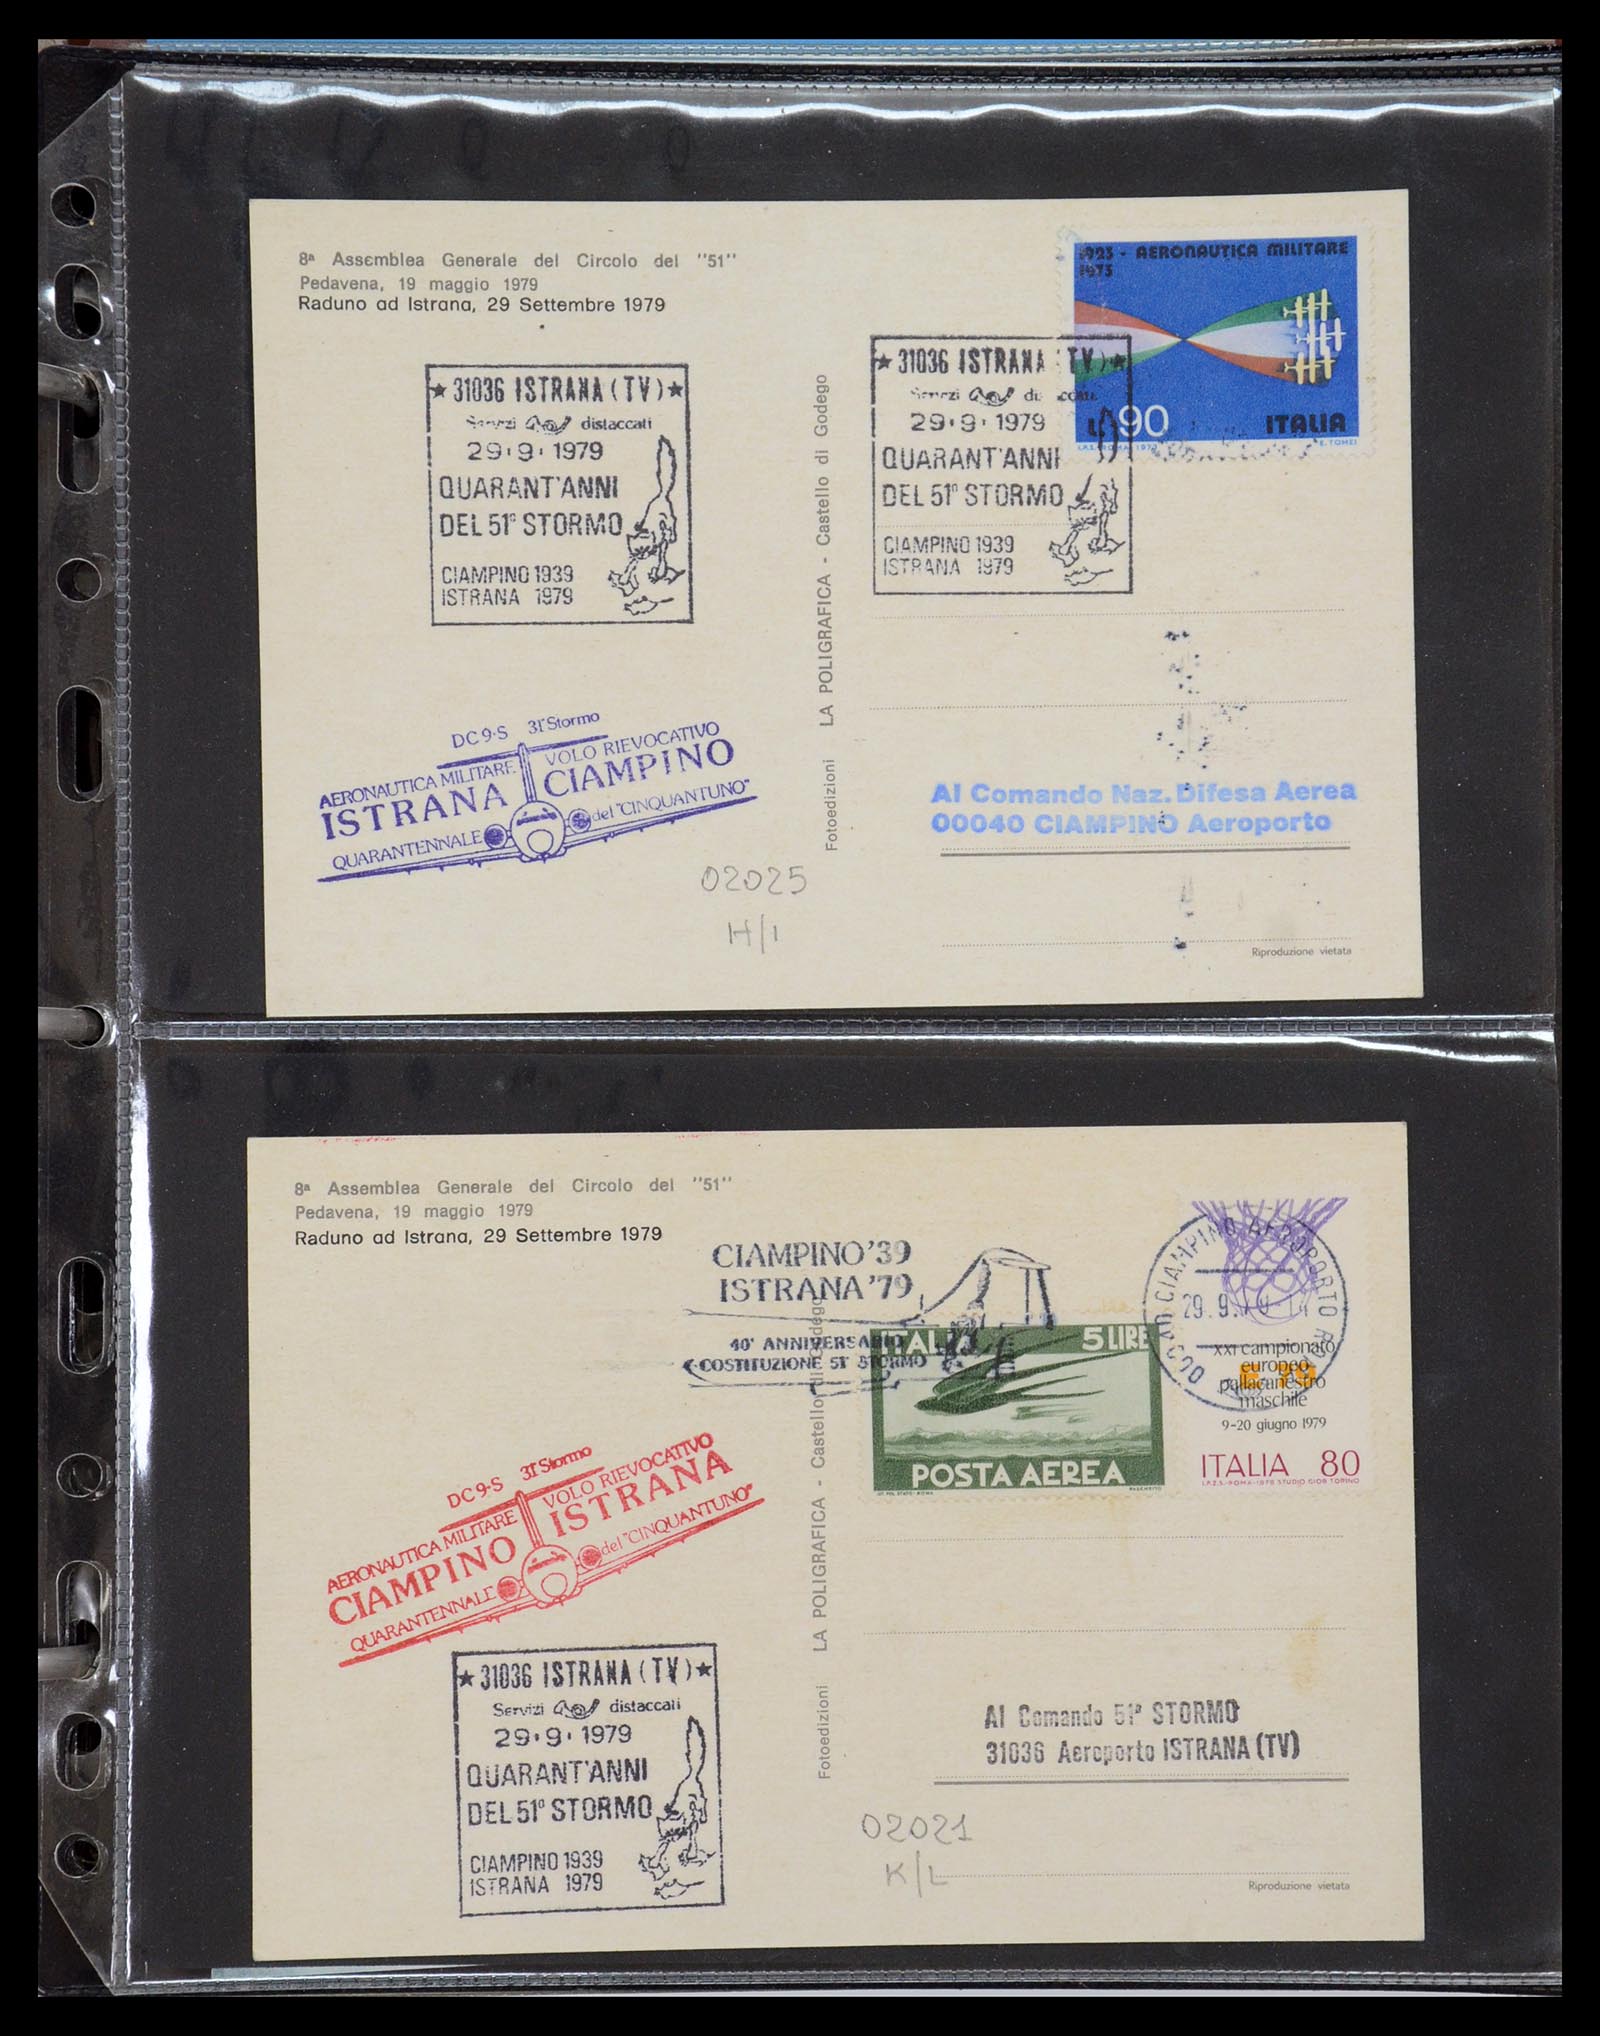 8ª Assemblea Generale del Circolo del "51"
Pedavena, 19 maggio 1979
Raduno ad Istrana, 29 Settembre 1979
★ 31036 ISTRANA (TV) ★
Servizi distaccati
29·9·1979
QUARANT'ANNI
DEL 51° STORMO
CIAMPINO 1939
ISTRANA 1979
DC 9-S 31° Stormo
AERONAUTICA MILITARE VOLO RIEVOCATIVO
ISTRANA CIAMPINO
QUARANTENNALE del "CINQUANTUNO"
02025
H/I
Fotoedizioni LA POLIGRAFICA - Castello di Godego
1923 - AERONAUTICA MILITARE
1973
L. 90 ITALIA
E. TOMEI
★ 31036 ISTRANA (TV) ★
Servizi
29·9·1979
QUARANT'ANNI
DEL 51° STORMO
CIAMPINO 1939
ISTRANA 1979
Al Comando Naz. Difesa Aerea
00040 CIAMPINO Aeroporto
Riproduzione vietata
8ª Assemblea Generale del Circolo del "51"
Pedavena, 19 maggio 1979
Raduno ad Istrana, 29 Settembre 1979
CIAMPINO '39
ISTRANA '79
40° ANNIVERSARIO
COSTITUZIONE 51° STORMO
ITALIA 5 LIRE
POSTA AEREA
00040 CIAMPINO AEROPORTO
XXI campionato
europeo
pallacanestro
maschile
9-20 giugno 1979
ITALIA 80
DC 9-S 31° Stormo
AERONAUTICA MILITARE VOLO RIEVOCATIVO
CIAMPINO ISTRANA
QUARANTENNALE del "CINQUANTUNO"
★ 31036 ISTRANA (TV) ★
Servizi distaccati
29·9·1979
QUARANT'ANNI
DEL 51° STORMO
CIAMPINO 1939
ISTRANA 1979
Fotoedizioni LA POLIGRAFICA - Castello di Godego
Al Comando 51° STORMO
31036 Aeroporto ISTRANA (TV)
02021
K/L
Riproduzione vietata